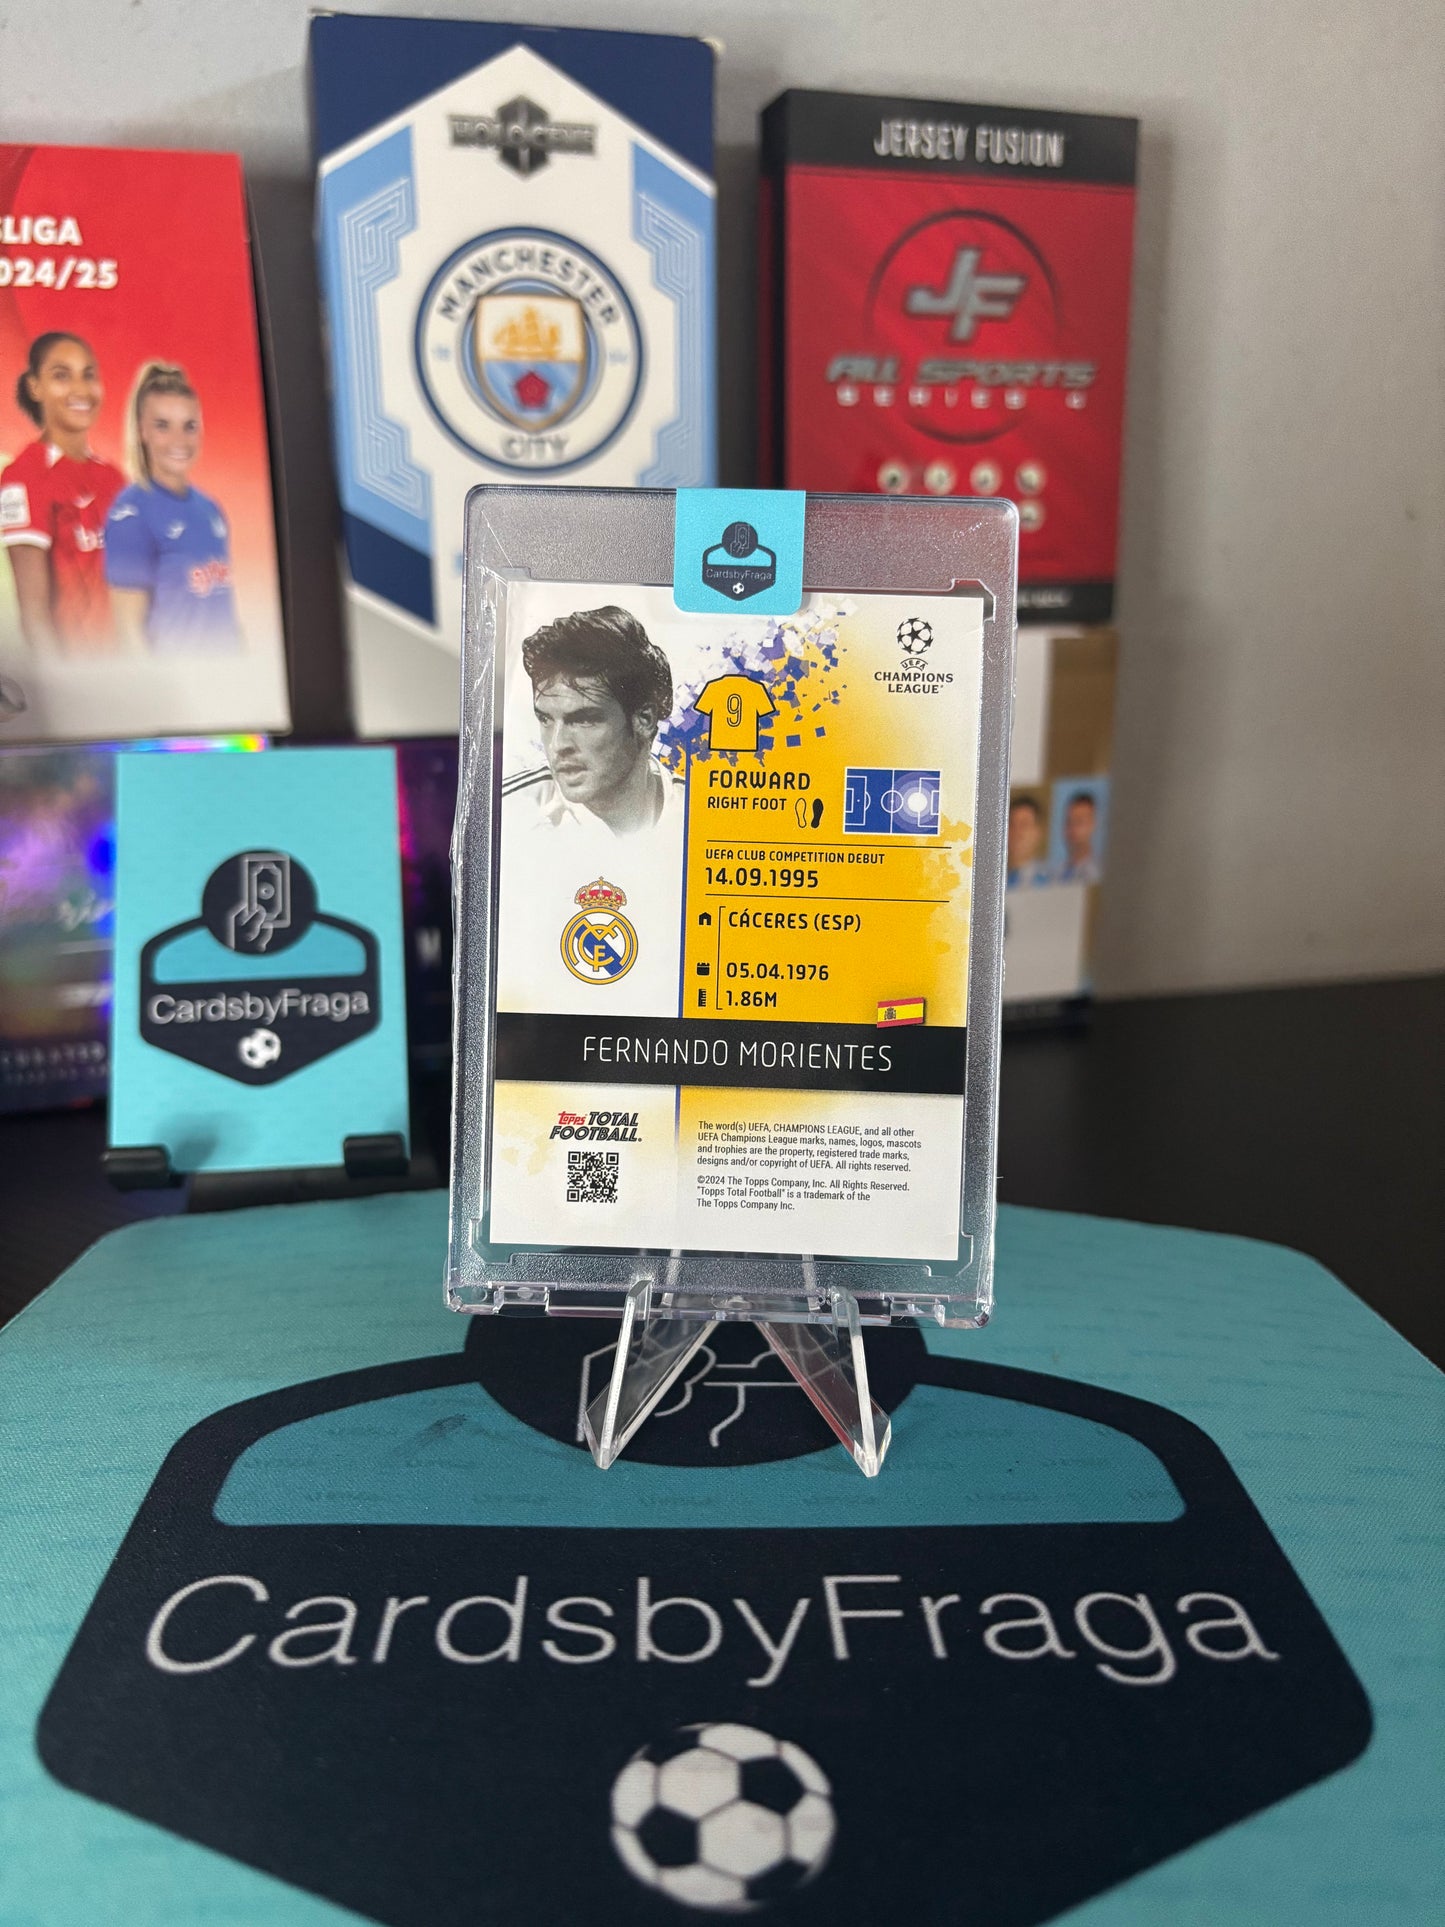 SLIGA
024/25
HOLOCENE
MANCHESTER
CITY
JERSEY FUSION
JF
ALL SPORTS
SERIES
CardsbyFraga
UEFA
CHAMPIONS
LEAGUE
9
FORWARD
RIGHT FOOT
UEFA CLUB COMPETITION DEBUT
14.09.1995
CÁCERES (ESP)
05.04.1976
1.86M
FERNANDO MORIENTES
Topps TOTAL
FOOTBALL
The word(s) UEFA, CHAMPIONS LEAGUE, and all other
UEFA Champions League marks, names, logos, mascots
and trophies are the property, registered trade marks,
designs and/or copyright of UEFA. All rights reserved.
©2024 The Topps Company, Inc. All Rights Reserved.
"Topps Total Football" is a trademark of the
The Topps Company Inc.
CardsbyFraga
CardsbyFraga